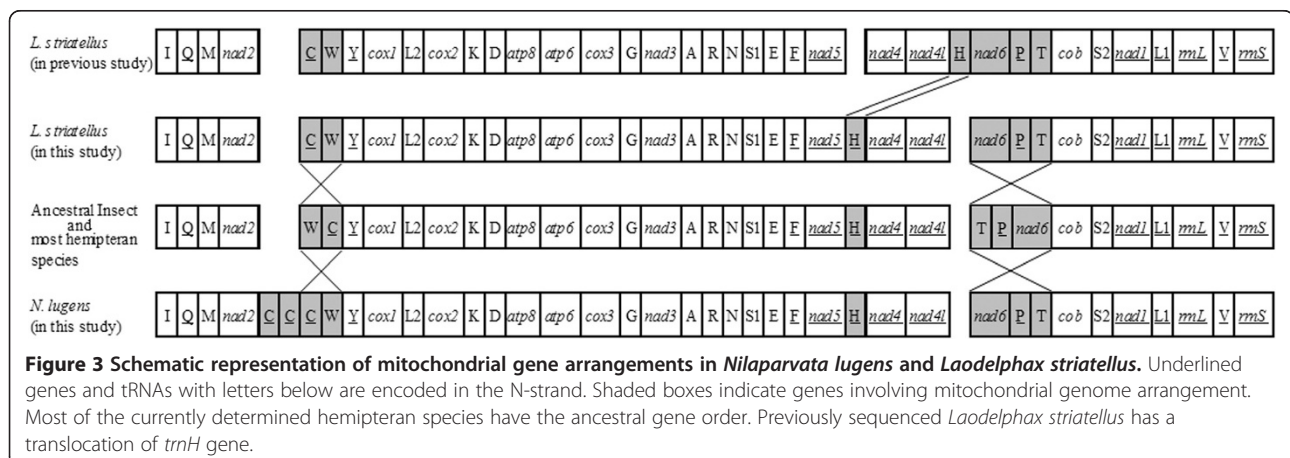 L. striatellus (in previous study) I Q M nad2 C W Y cox1 L2 cox2 K D atp8 atp6 cox3 G nad3 A R N S1 E F nad5 nad4 nad4l H nad6 P T cob S2 nad1 L1 rrnL V rrnS
L. striatellus (in this study) I Q M nad2 C W Y cox1 L2 cox2 K D atp8 atp6 cox3 G nad3 A R N S1 E F nad5 H nad4 nad4l nad6 P T cob S2 nad1 L1 rrnL V rrnS
Ancestral Insect and most hemipteran species I Q M nad2 W C Y cox1 L2 cox2 K D atp8 atp6 cox3 G nad3 A R N S1 E F nad5 H nad4 nad4l T P nad6 cob S2 nad1 L1 rrnL V rrnS
N. lugens (in this study) I Q M nad2 C C C W Y cox1 L2 cox2 K D atp8 atp6 cox3 G nad3 A R N S1 E F nad5 H nad4 nad4l nad6 P T cob S2 nad1 L1 rrnL V rrnS
Figure 3 Schematic representation of mitochondrial gene arrangements in Nilaparvata lugens and Laodelphax striatellus. Underlined
genes and tRNAs with letters below are encoded in the N-strand. Shaded boxes indicate genes involving mitochondrial genome arrangement.
Most of the currently determined hemipteran species have the ancestral gene order. Previously sequenced Laodelphax striatellus has a
translocation of trnH gene.